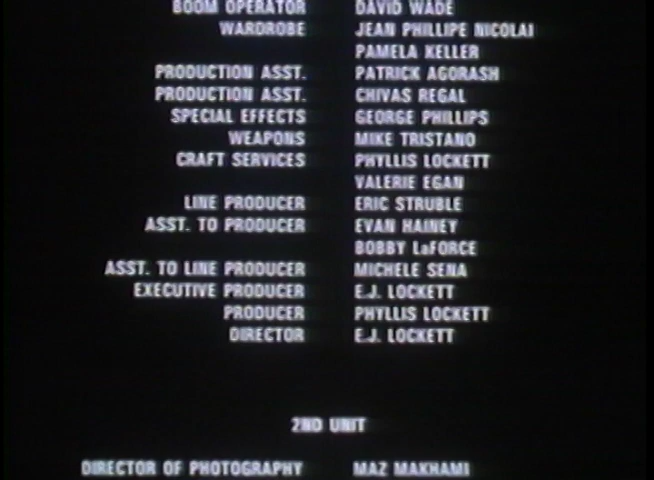 BOOM OPERATOR DAVID WADE
WARDROBE JEAN PHILLIPE NICOLAI
PAMELA KELLER
PRODUCTION ASST. PATRICK AGORASH
PRODUCTION ASST. CHIVAS REGAL
SPECIAL EFFECTS GEORGE PHILLIPS
WEAPONS MIKE TRISTANO
CRAFT SERVICES PHYLLIS LOCKETT
VALERIE EGAN
LINE PRODUCER ERIC STRUBLE
ASST. TO PRODUCER EVAN HAINEY
BOBBY LaFORCE
ASST. TO LINE PRODUCER MICHELE SENA
EXECUTIVE PRODUCER E.J. LOCKETT
PRODUCER PHYLLIS LOCKETT
DIRECTOR E.J. LOCKETT
2ND UNIT
DIRECTOR OF PHOTOGRAPHY MAZ MAKHAMI